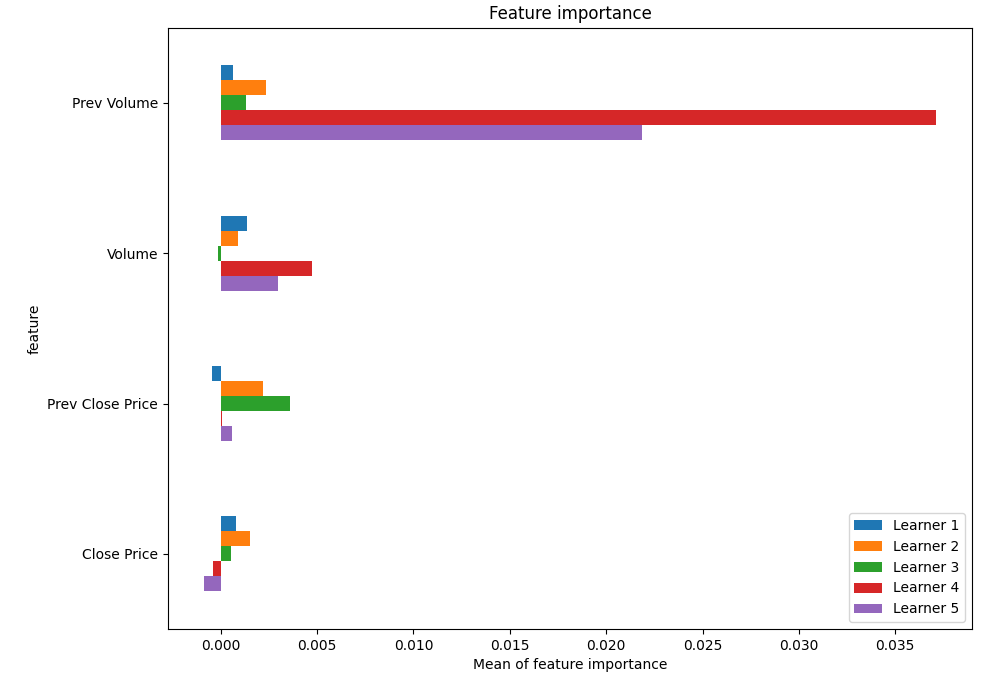 Feature importance
Prev Volume
Volume
Prev Close Price
Close Price
feature
0.000 0.005 0.010 0.015 0.020 0.025 0.030 0.035
Mean of feature importance
Learner 1
Learner 2
Learner 3
Learner 4
Learner 5